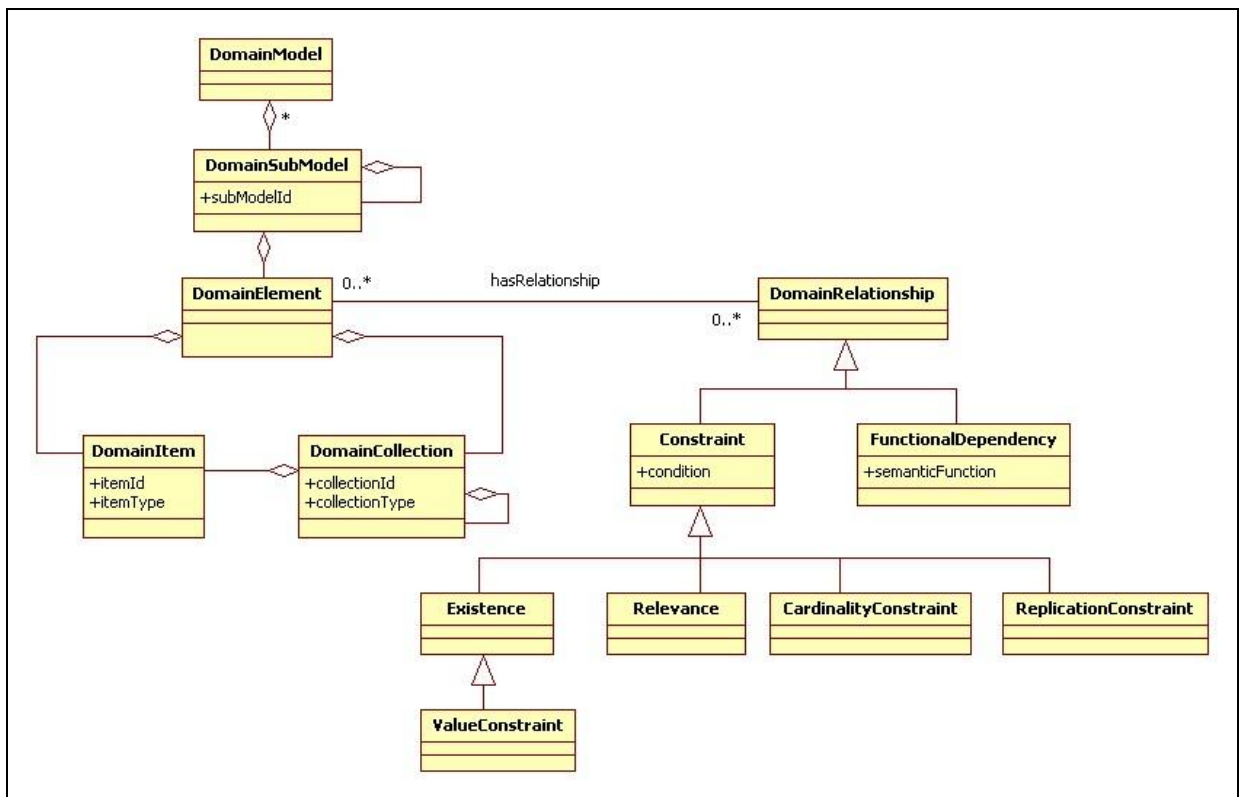 DomainModel
*
DomainSubModel
+subModelId
DomainElement
0..*
hasRelationship
0..*
DomainRelationship
DomainItem
+itemId
+itemType
DomainCollection
+collectionId
+collectionType
Constraint
+condition
FunctionalDependency
+semanticFunction
Existence
Relevance
CardinalityConstraint
ReplicationConstraint
ValueConstraint